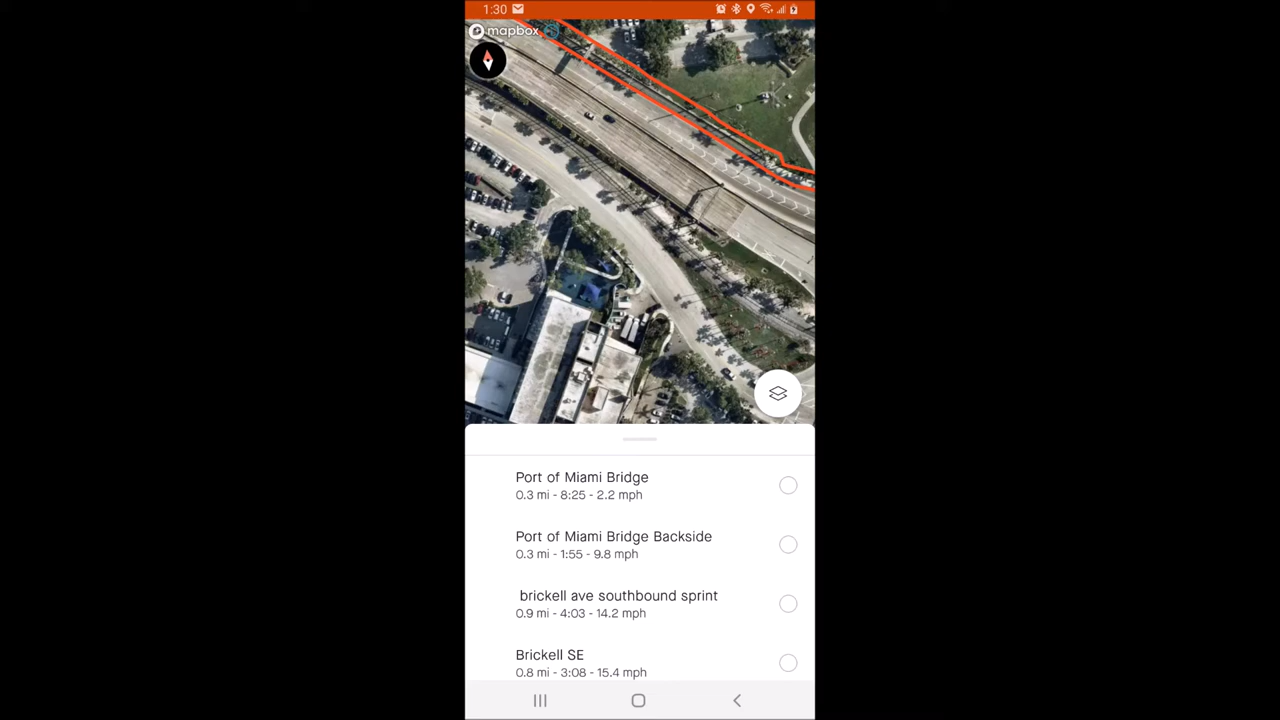 1:30
mapbox
Port of Miami Bridge
0.3 mi - 8:25 - 2.2 mph
Port of Miami Bridge Backside
0.3 mi - 1:55 - 9.8 mph
brickell ave southbound sprint
0.9 mi - 4:03 - 14.2 mph
Brickell SE
0.8 mi - 3:08 - 15.4 mph